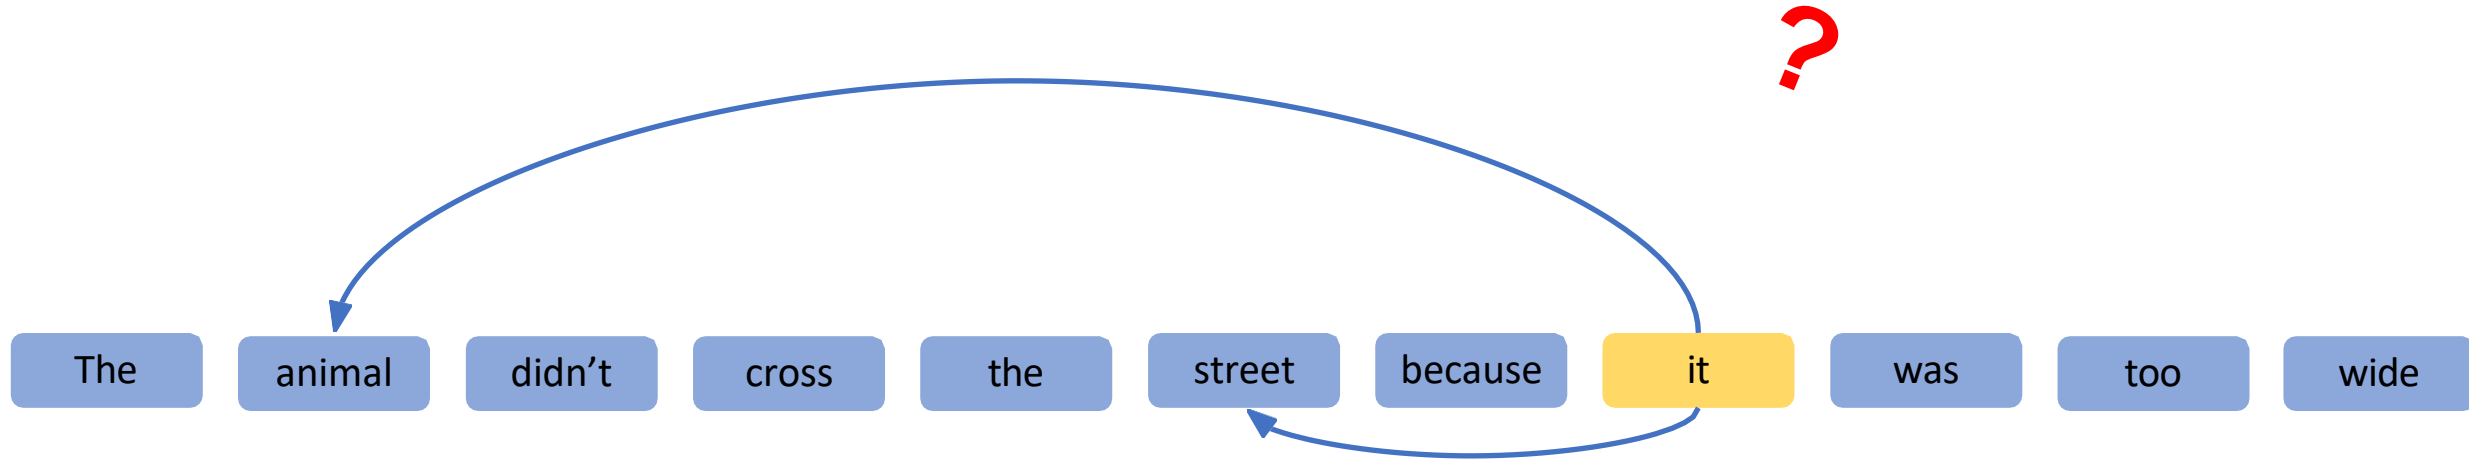 ?
The animal didn’t cross the street because it was too wide